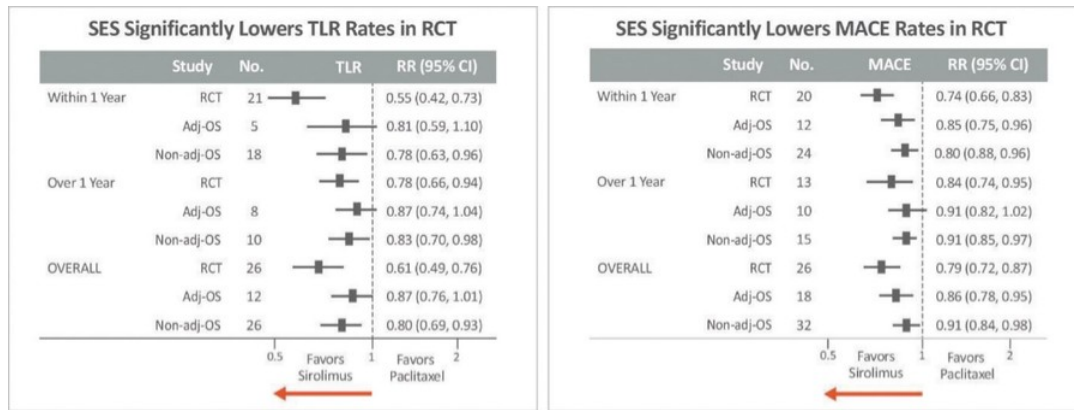 SES Significantly Lowers TLR Rates in RCT
Study No. TLR RR (95% CI)
Within 1 Year RCT 21 0.55 (0.42, 0.73)
Adj-OS 5 0.81 (0.59, 1.10)
Non-adj-OS 18 0.78 (0.63, 0.96)
Over 1 Year RCT 0.78 (0.66, 0.94)
Adj-OS 8 0.87 (0.74, 1.04)
Non-adj-OS 10 0.83 (0.70, 0.98)
OVERALL RCT 26 0.61 (0.49, 0.76)
Adj-OS 12 0.87 (0.76, 1.01)
Non-adj-OS 26 0.80 (0.69, 0.93)
0.5 1 2
Favors Favors
Sirolimus Paclitaxel
SES Significantly Lowers MACE Rates in RCT
Study No. MACE RR (95% CI)
Within 1 Year RCT 20 0.74 (0.66, 0.83)
Adj-OS 12 0.85 (0.75, 0.96)
Non-adj-OS 24 0.80 (0.88, 0.96)
Over 1 Year RCT 13 0.84 (0.74, 0.95)
Adj-OS 10 0.91 (0.82, 1.02)
Non-adj-OS 15 0.91 (0.85, 0.97)
OVERALL RCT 26 0.79 (0.72, 0.87)
Adj-OS 18 0.86 (0.78, 0.95)
Non-adj-OS 32 0.91 (0.84, 0.98)
0.5 1 2
Favors Favors
Sirolimus Paclitaxel